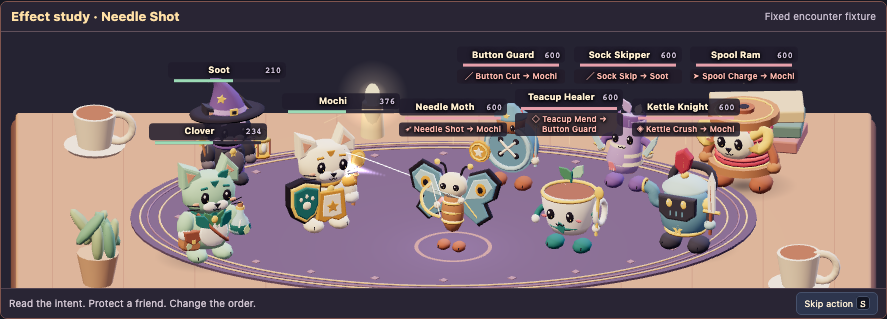 Effect study · Needle Shot
Fixed encounter fixture
Button Guard 600
Sock Skipper 600
Spool Ram 600
Button Cut → Mochi
Sock Skip → Soot
Spool Charge → Mochi
Soot 210
Mochi 376
Needle Moth 600
Teacup Healer 600
Kettle Knight 600
Needle Shot → Mochi
Teacup Mend →
Button Guard
Kettle Crush → Mochi
Clover 234
Read the intent. Protect a friend. Change the order.
Skip action S